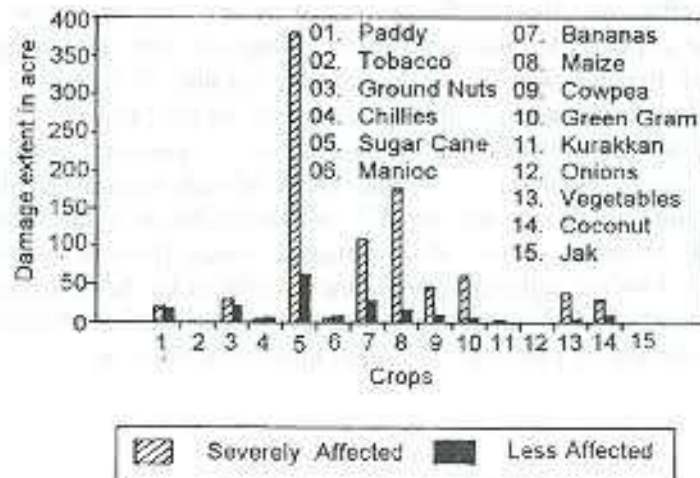 400
350
300
250
200
150
100
50
0
Damage extent in acre
01. Paddy
02. Tobacco
03. Ground Nuts
04. Chillies
05. Sugar Cane
06. Manioc
07. Bananas
08. Maize
09. Cowpea
10. Green Gram
11. Kurakkan
12. Onions
13. Vegetables
14. Coconut
15. Jak
1 2 3 4 5 6 7 8 9 10 11 12 13 14 15
Crops
Severely Affected Less Affected